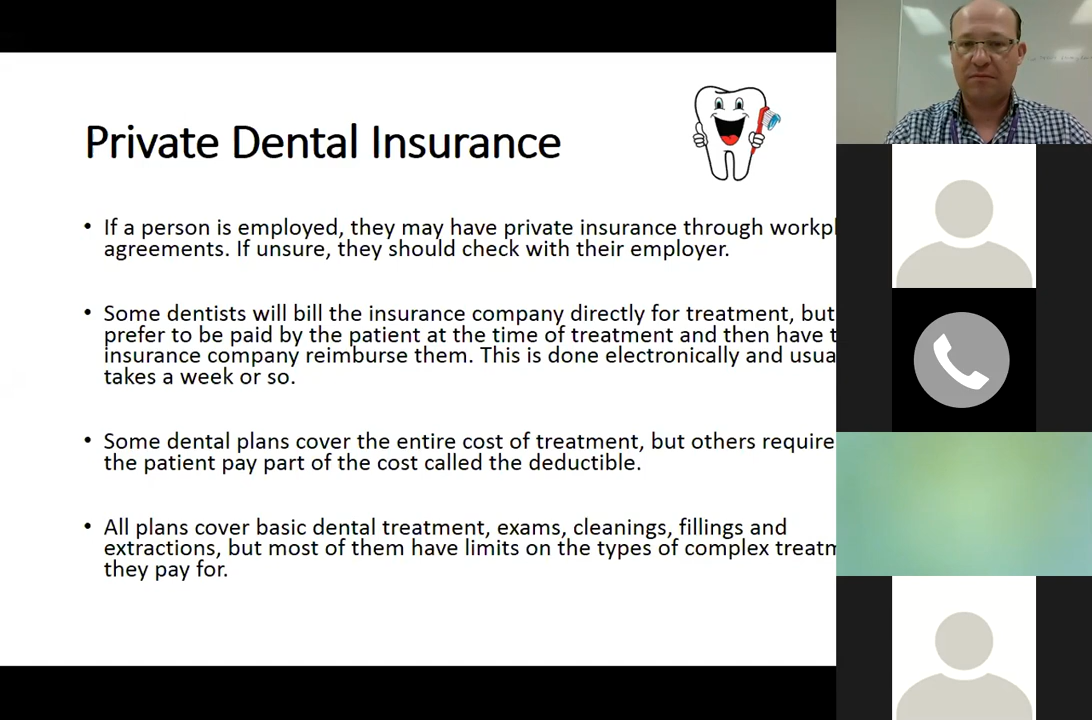 Private Dental Insurance
• If a person is employed, they may have private insurance through
agreements. If unsure, they should check with their employer.
• Some dentists will bill the insurance company directly for treatment, but
prefer to be paid by the patient at the time of treatment and then have
insurance company reimburse them. This is done electronically and
takes a week or so.
• Some dental plans cover the entire cost of treatment, but others require
the patient pay part of the cost called the deductible.
• All plans cover basic dental treatment, exams, cleanings, fillings and
extractions, but most of them have limits on the types of complex
they pay for.